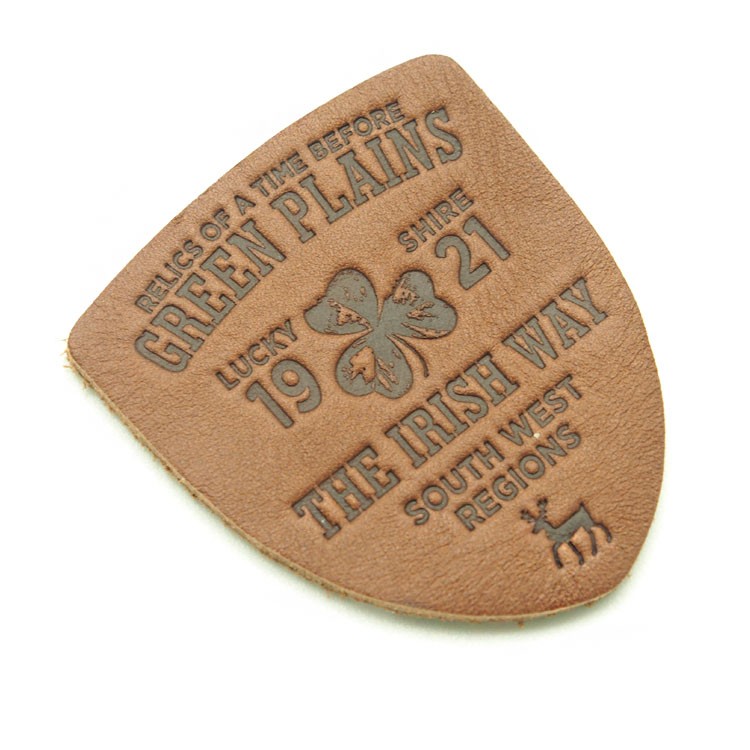 RELICS OF A TIME BEFORE
GREEN PLAINS
LUCKY SHIRE
19 21
THE IRISH WAY
SOUTH WEST
REGIONS